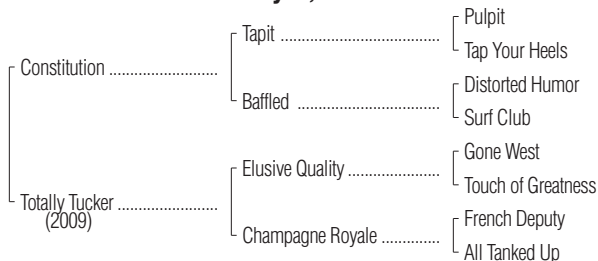 Pulpit
Tapit
Tap Your Heels
Constitution
Distorted Humor
Baffled
Surf Club
Gone West
Elusive Quality
Touch of Greatness
Totally Tucker
(2009)
French Deputy
Champagne Royale
All Tanked Up